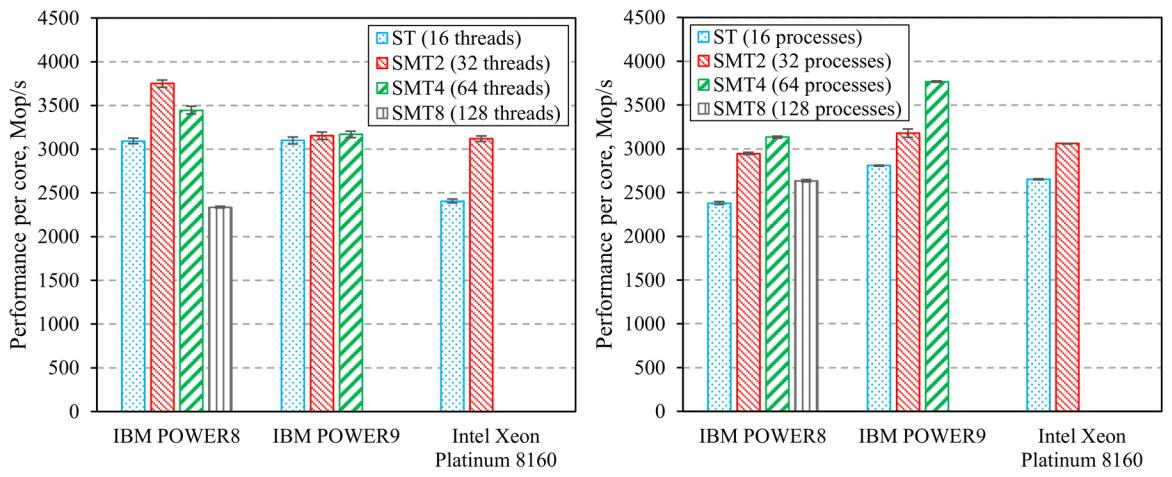 Performance per core, Mop/s
4500
4000
3500
3000
2500
2000
1500
1000
500
0
ST (16 threads)
SMT2 (32 threads)
SMT4 (64 threads)
SMT8 (128 threads)
IBM POWER8
IBM POWER9
Intel Xeon
Platinum 8160
Performance per core, Mop/s
4500
4000
3500
3000
2500
2000
1500
1000
500
0
ST (16 processes)
SMT2 (32 processes)
SMT4 (64 processes)
SMT8 (128 processes)
IBM POWER8
IBM POWER9
Intel Xeon
Platinum 8160